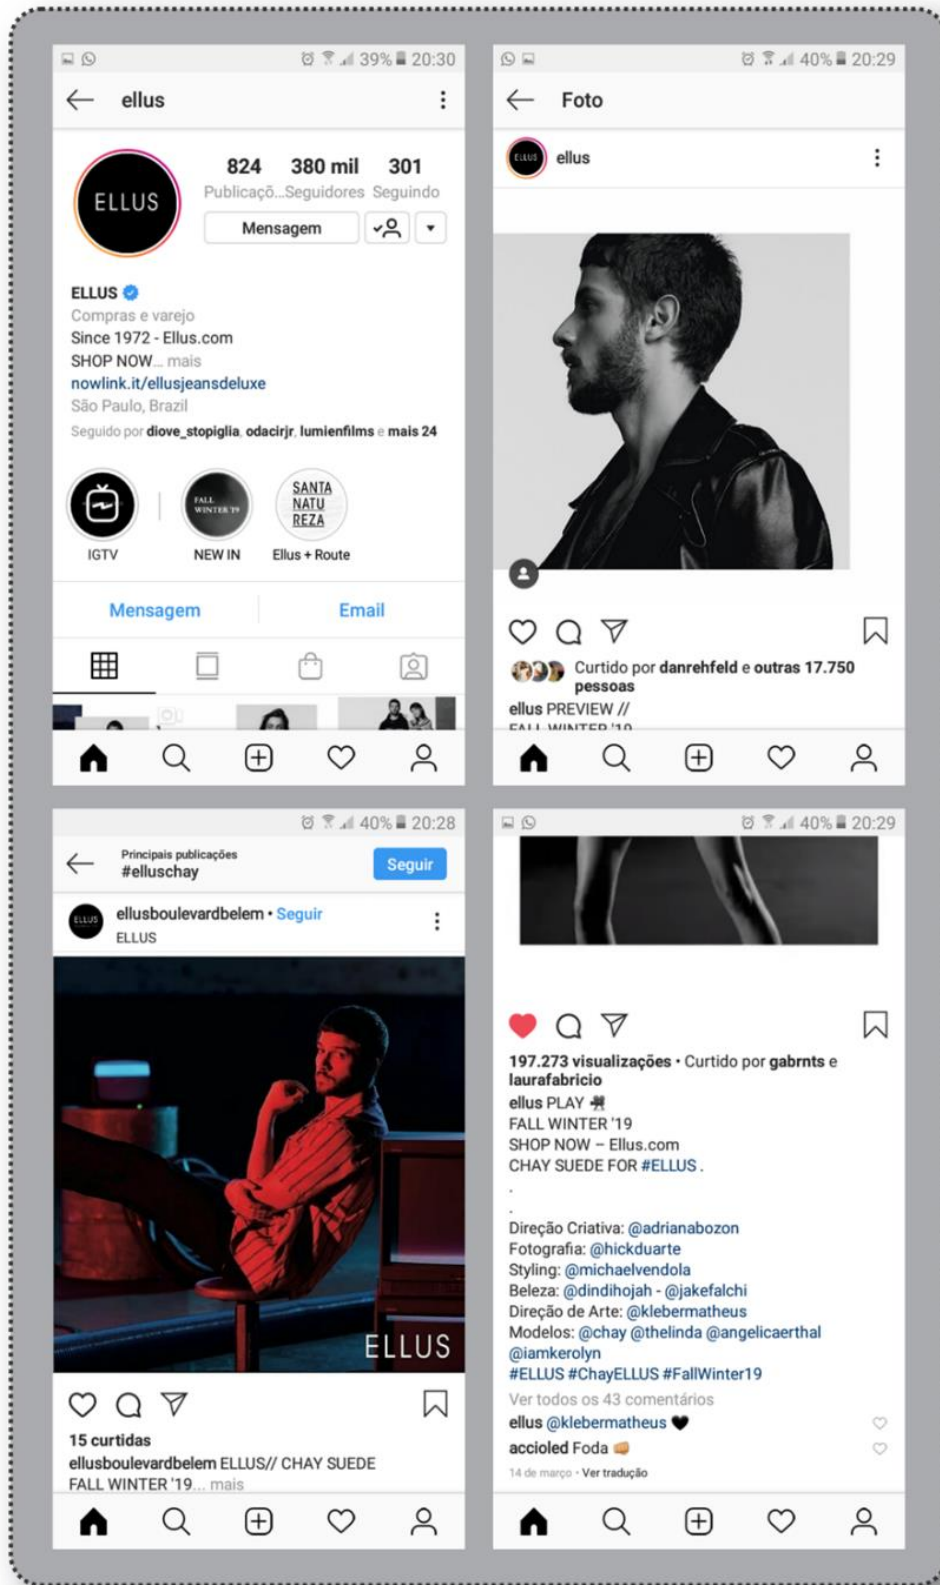 39% 20:30
ellus
ELLUS
824 380 mil 301
Publicaçõ... Seguidores Seguindo
Mensagem
ELLUS
Compras e varejo
Since 1972 - Ellus.com
SHOP NOW... mais
nowlink.it/ellusjeansdeluxe
São Paulo, Brazil
Seguido por diove_stopiglia, odacirjr, lumienfilms e mais 24
FALL
WINTER '19
SANTA
NATU
REZA
IGTV NEW IN Ellus + Route
Mensagem Email
40% 20:29
Foto
ELLUS
ellus
Curtido por danrehfeld e outras 17.750
pessoas
ellus PREVIEW //
FALL WINTER '19
40% 20:28
Principais publicações
#elluschay
Seguir
ELLUS
ellusboulevardbelem • Seguir
ELLUS
ELLUS
15 curtidas
ellusboulevardbelem ELLUS// CHAY SUEDE
FALL WINTER '19... mais
40% 20:29
197.273 visualizações • Curtido por gabrnts e
laurafabricio
ellus PLAY 🎥
FALL WINTER '19
SHOP NOW – Ellus.com
CHAY SUEDE FOR #ELLUS .
.
.
Direção Criativa: @adrianabozon
Fotografia: @hickduarte
Styling: @michaelvendola
Beleza: @dindihojah - @jakefalchi
Direção de Arte: @klebermatheus
Modelos: @chay @thelinda @angelicaerthal
@iamkerolyn
#ELLUS #ChayELLUS #FallWinter19
Ver todos os 43 comentários
ellus @klebermatheus 🖤
accioled Foda 👊
14 de março • Ver tradução